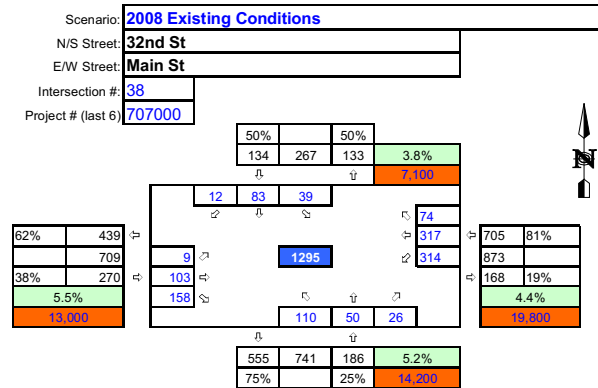 Scenario: 2008 Existing Conditions
N/S Street: 32nd St
E/W Street: Main St
Intersection #: 38
Project # (last 6) 707000
50% 50%
134 267 133 3.8%
⇩ ⇧ 7,100
N
12 83 39
74
62% 439 317 705 81%
709 9 1295 314 873
38% 270 103 168 19%
5.5% 158 4.4%
13,000 110 50 26 19,800
555 741 186 5.2%
75% 25% 14,200